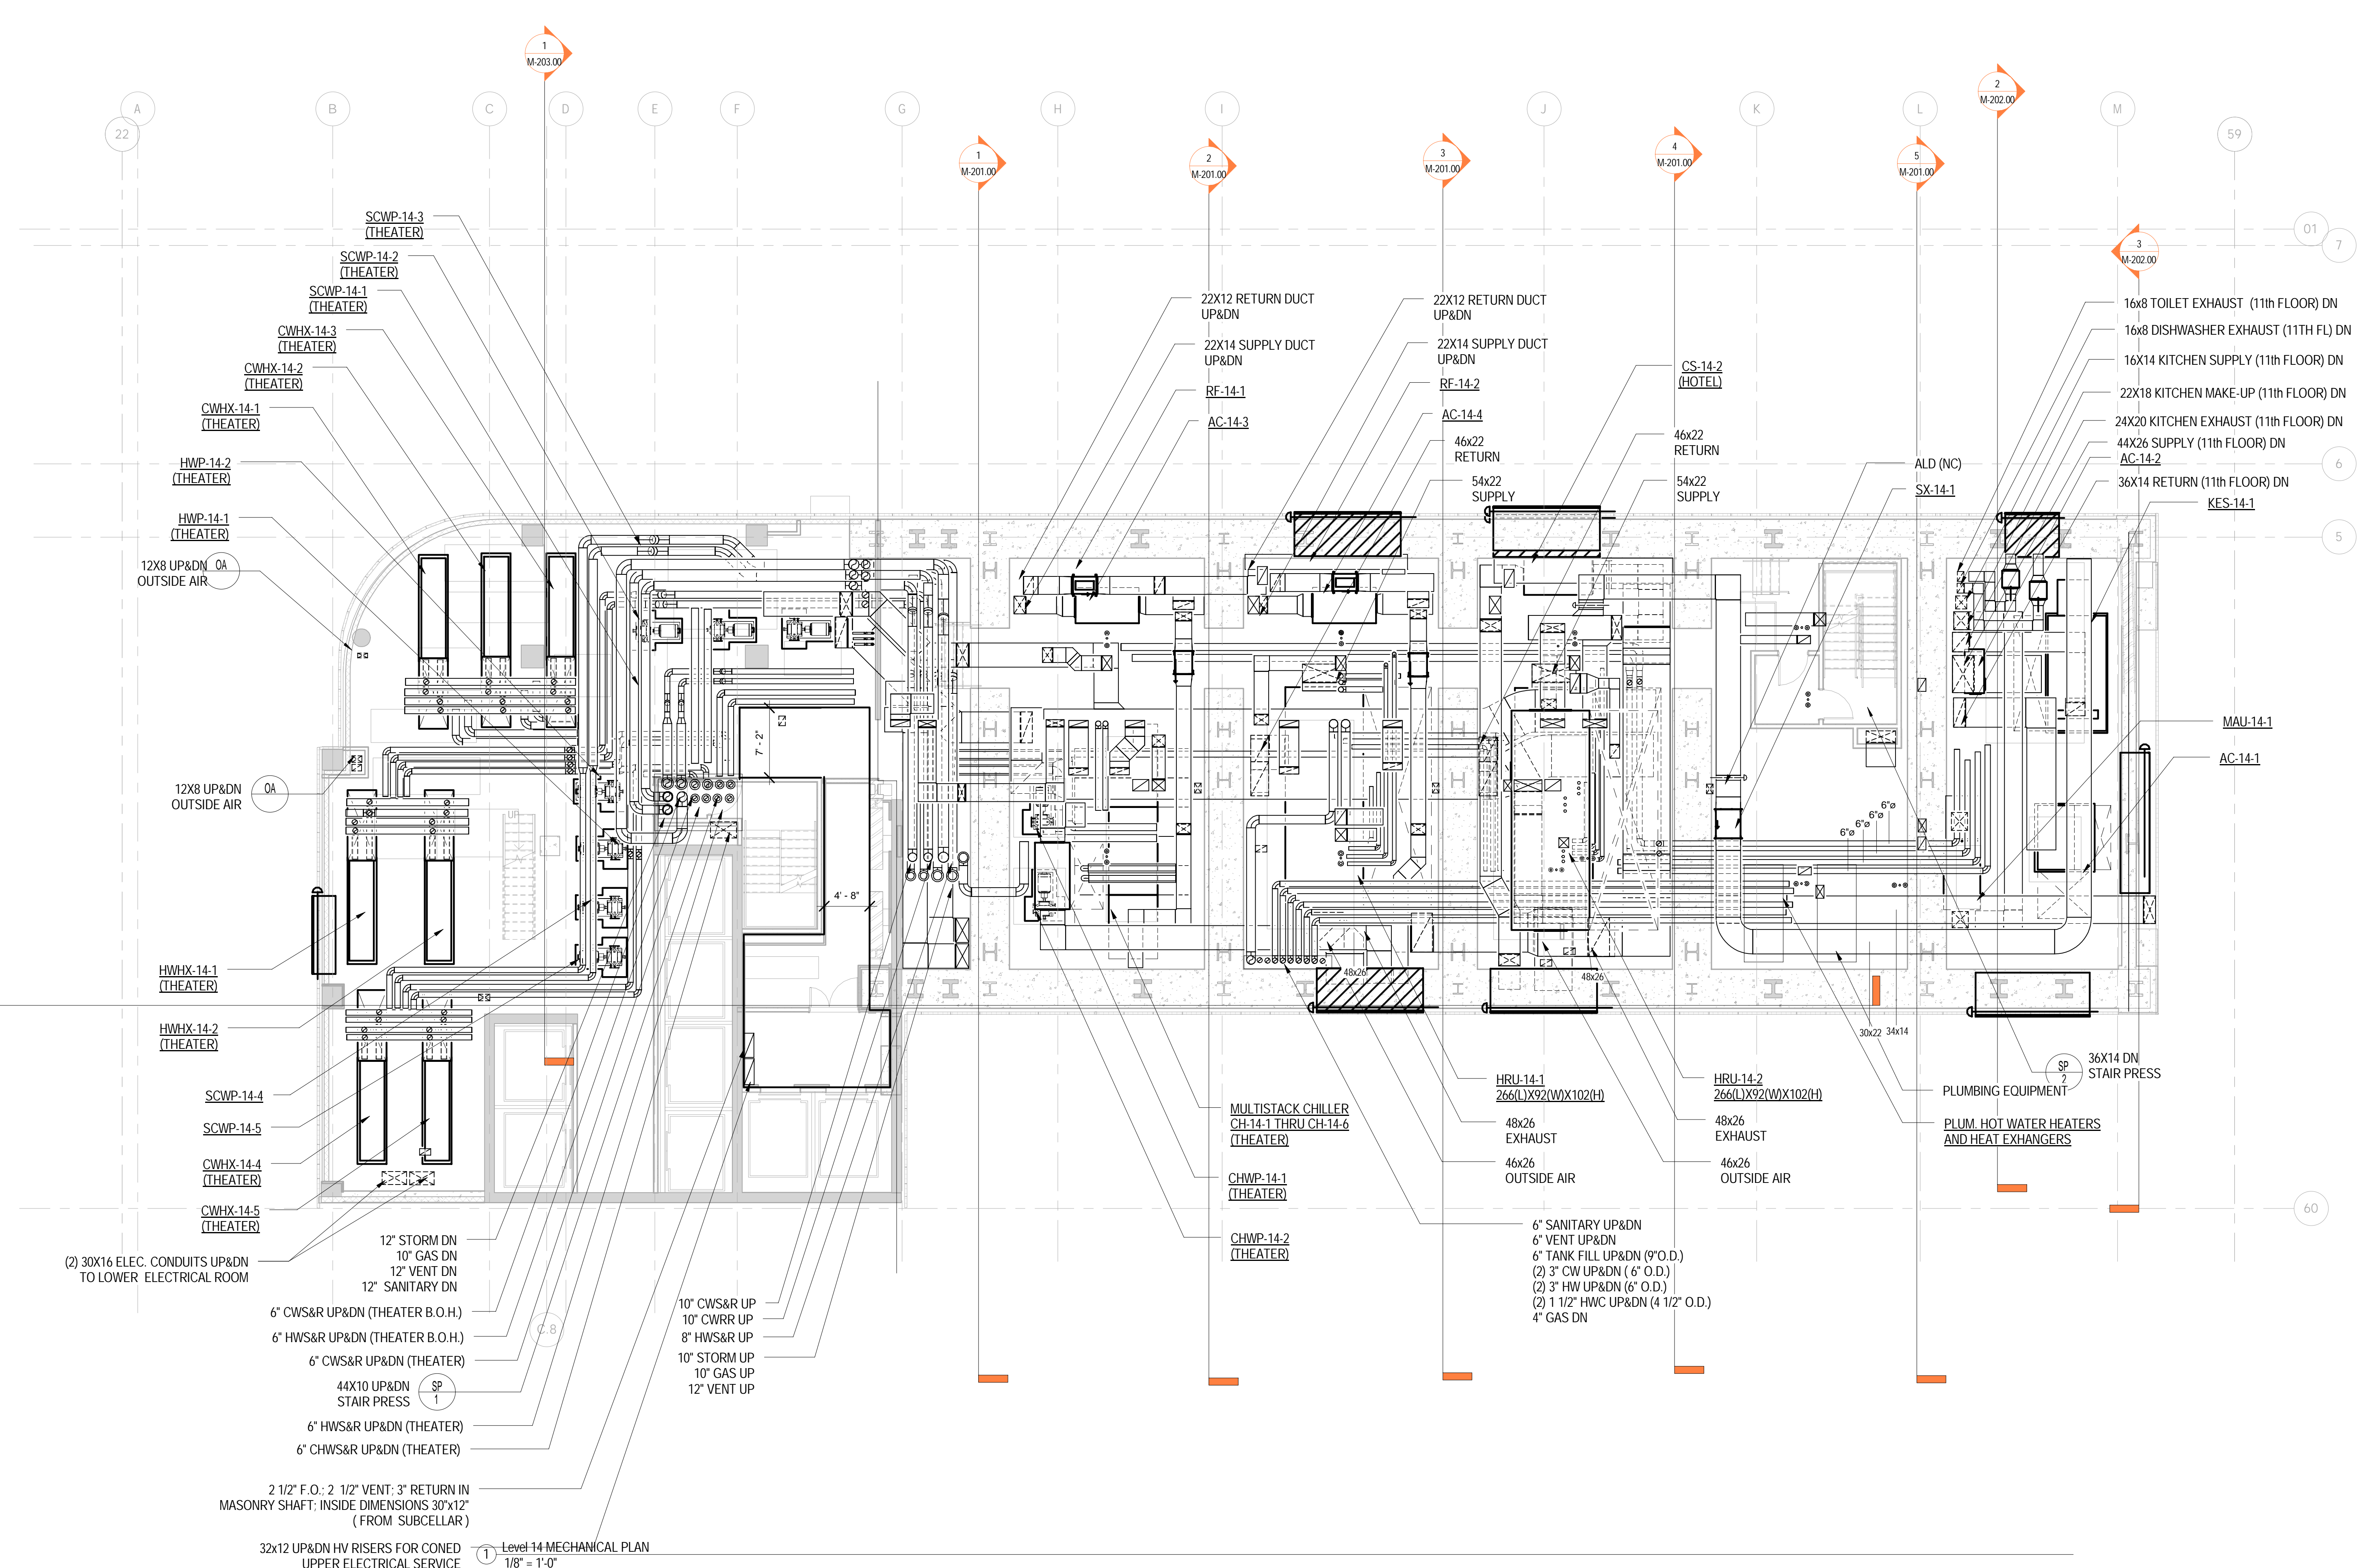 1
M-203.00
2
M-202.00
A
B
C
D
E
F
G
H
I
J
K
L
M
22
59
1
M-201.00
2
M-201.00
3
M-201.00
4
M-201.00
5
M-201.00
3
M-202.00
01
7
6
5
60
SCWP-14-3
(THEATER)
SCWP-14-2
(THEATER)
SCWP-14-1
(THEATER)
CWHX-14-3
(THEATER)
CWHX-14-2
(THEATER)
CWHX-14-1
(THEATER)
HWP-14-2
(THEATER)
HWP-14-1
(THEATER)
12X8 UP&DN
OUTSIDE AIR
OA
12X8 UP&DN
OUTSIDE AIR
OA
HWHX-14-1
(THEATER)
HWHX-14-2
(THEATER)
SCWP-14-4
SCWP-14-5
CWHX-14-4
(THEATER)
CWHX-14-5
(THEATER)
(2) 30X16 ELEC. CONDUITS UP&DN
TO LOWER ELECTRICAL ROOM
22X12 RETURN DUCT
UP&DN
22X14 SUPPLY DUCT
UP&DN
RF-14-1
AC-14-3
22X12 RETURN DUCT
UP&DN
22X14 SUPPLY DUCT
UP&DN
RF-14-2
AC-14-4
46x22
RETURN
54x22
SUPPLY
CS-14-2
(HOTEL)
46x22
RETURN
54x22
SUPPLY
ALD (NC)
SX-14-1
16x8 TOILET EXHAUST (11th FLOOR) DN
16x8 DISHWASHER EXHAUST (11TH FL) DN
16X14 KITCHEN SUPPLY (11th FLOOR) DN
22X18 KITCHEN MAKE-UP (11th FLOOR) DN
24X20 KITCHEN EXHAUST (11th FLOOR) DN
44X26 SUPPLY (11th FLOOR) DN
AC-14-2
36X14 RETURN (11th FLOOR) DN
KES-14-1
MAU-14-1
AC-14-1
7' - 2"
4' - 8"
UP
6"ø
6"ø
6"ø
6"ø
48x26
48x26
30x22
34x14
SP
2
36X14 DN
STAIR PRESS
PLUMBING EQUIPMENT
PLUM. HOT WATER HEATERS
AND HEAT EXHANGERS
HRU-14-1
266(L)X92(W)X102(H)
48x26
EXHAUST
46x26
OUTSIDE AIR
HRU-14-2
266(L)X92(W)X102(H)
48x26
EXHAUST
46x26
OUTSIDE AIR
MULTISTACK CHILLER
CH-14-1 THRU CH-14-6
(THEATER)
CHWP-14-1
(THEATER)
CHWP-14-2
(THEATER)
6" SANITARY UP&DN
6" VENT UP&DN
6" TANK FILL UP&DN (9"O.D.)
(2) 3" CW UP&DN ( 6" O.D.)
(2) 3" HW UP&DN (6" O.D.)
(2) 1 1/2" HWC UP&DN (4 1/2" O.D.)
4" GAS DN
12" STORM DN
10" GAS DN
12" VENT DN
12" SANITARY DN
6" CWS&R UP&DN (THEATER B.O.H.)
6" HWS&R UP&DN (THEATER B.O.H.)
C.8
6" CWS&R UP&DN (THEATER)
44X10 UP&DN
STAIR PRESS
SP
1
6" HWS&R UP&DN (THEATER)
6" CHWS&R UP&DN (THEATER)
10" CWS&R UP
10" CWRR UP
8" HWS&R UP
10" STORM UP
10" GAS UP
12" VENT UP
2 1/2" F.O.; 2 1/2" VENT; 3" RETURN IN
MASONRY SHAFT; INSIDE DIMENSIONS 30"x12"
( FROM SUBCELLAR )
32x12 UP&DN HV RISERS FOR CONED
UPPER ELECTRICAL SERVICE
1
Level 14 MECHANICAL PLAN
1/8" = 1'-0"